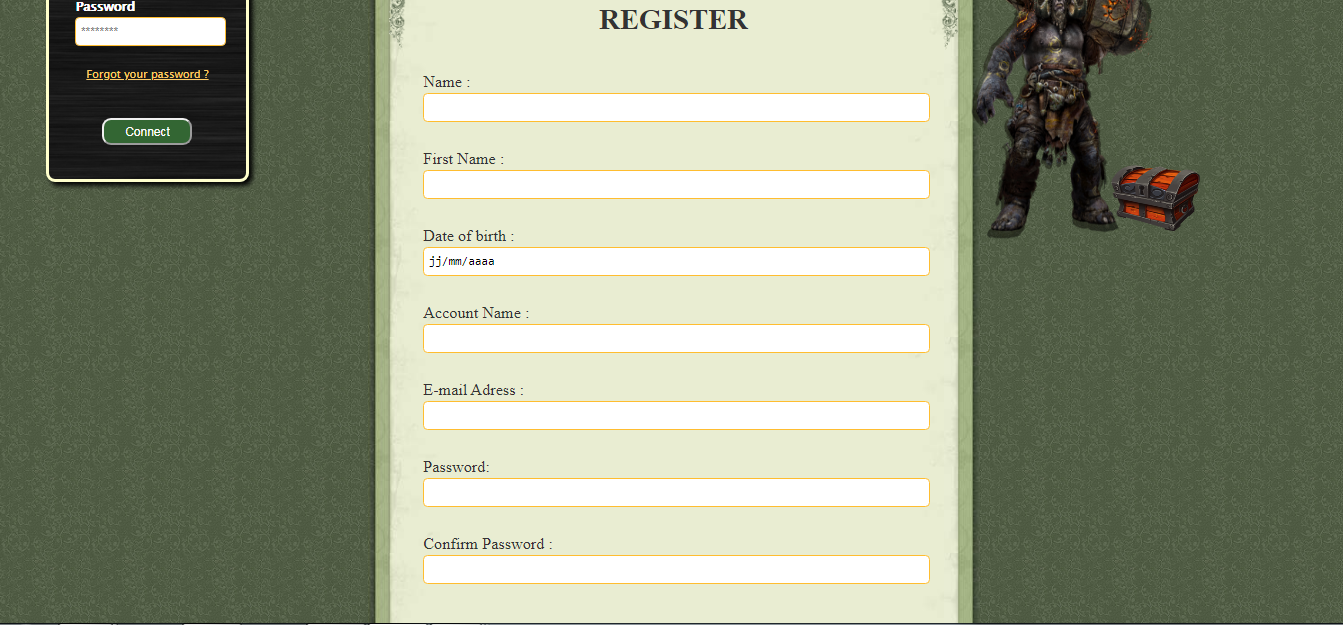 Password
********
Forgot your password ?
Connect
REGISTER
Name :
First Name :
Date of birth :
jj/mm/aaaa
Account Name :
E-mail Adress :
Password:
Confirm Password :